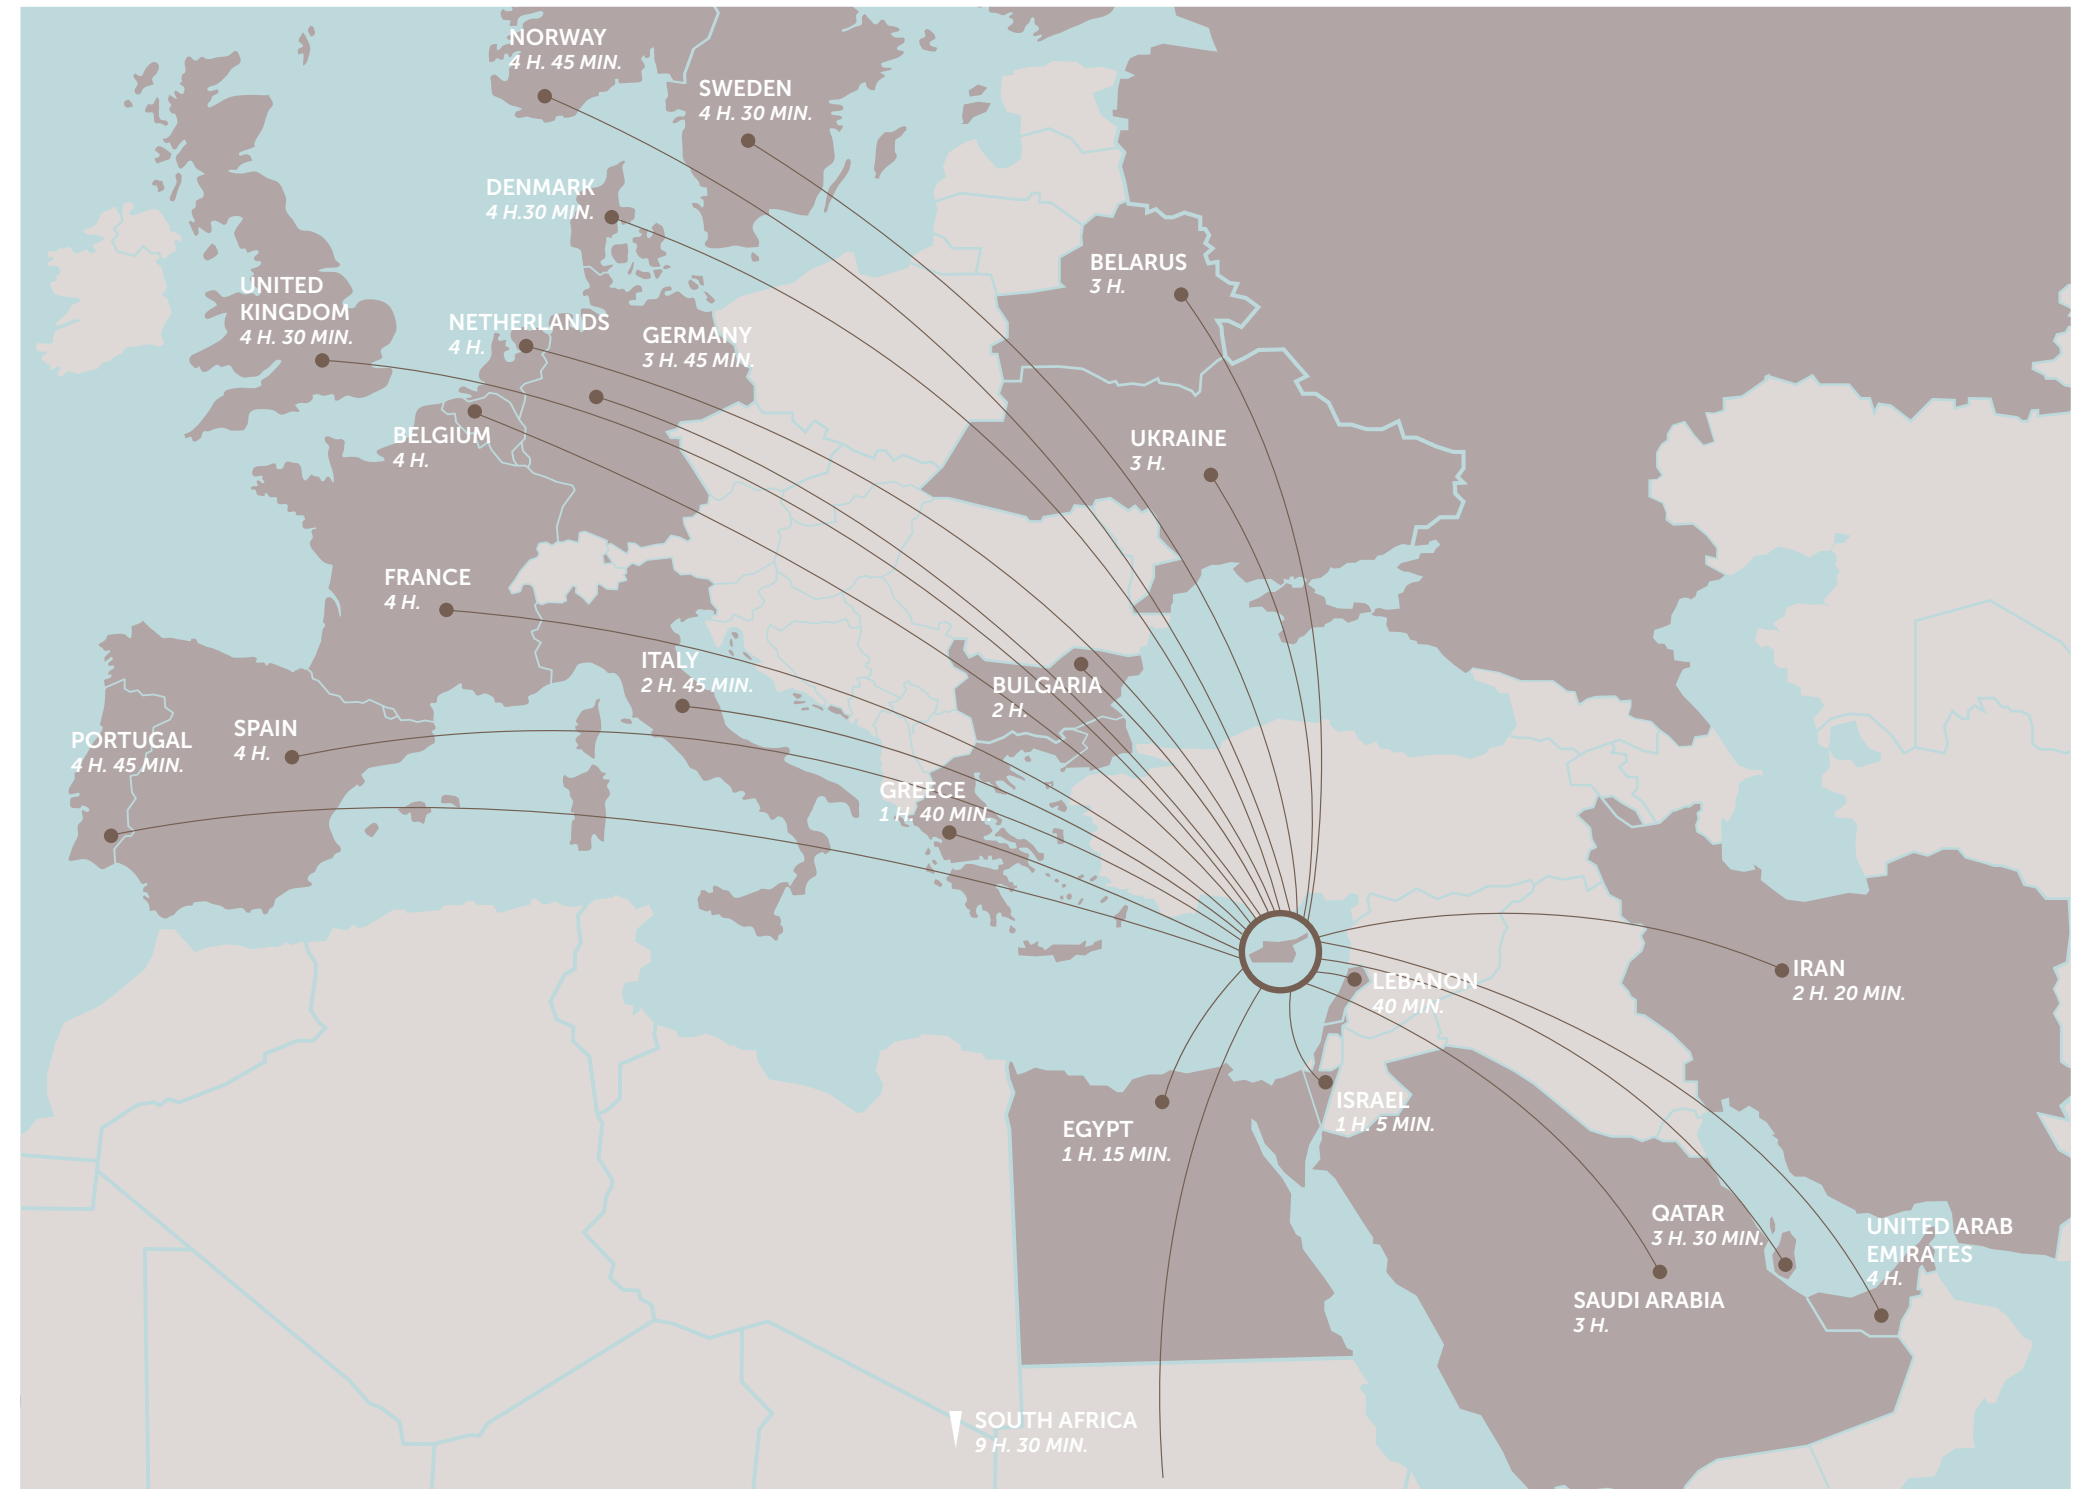 NORWAY
4 H. 45 MIN.
SWEDEN
4 H. 30 MIN.
DENMARK
4 H.30 MIN.
BELARUS
3 H.
UNITED
KINGDOM
4 H. 30 MIN.
NETHERLANDS
4 H.
GERMANY
3 H. 45 MIN.
BELGIUM
4 H.
UKRAINE
3 H.
FRANCE
4 H.
ITALY
2 H. 45 MIN.
BULGARIA
2 H.
PORTUGAL
4 H. 45 MIN.
SPAIN
4 H.
GREECE
1 H. 40 MIN.
LEBANON
40 MIN.
IRAN
2 H. 20 MIN.
ISRAEL
1 H. 5 MIN.
EGYPT
1 H. 15 MIN.
QATAR
3 H. 30 MIN.
UNITED ARAB
EMIRATES
4 H.
SAUDI ARABIA
3 H.
SOUTH AFRICA
9 H. 30 MIN.